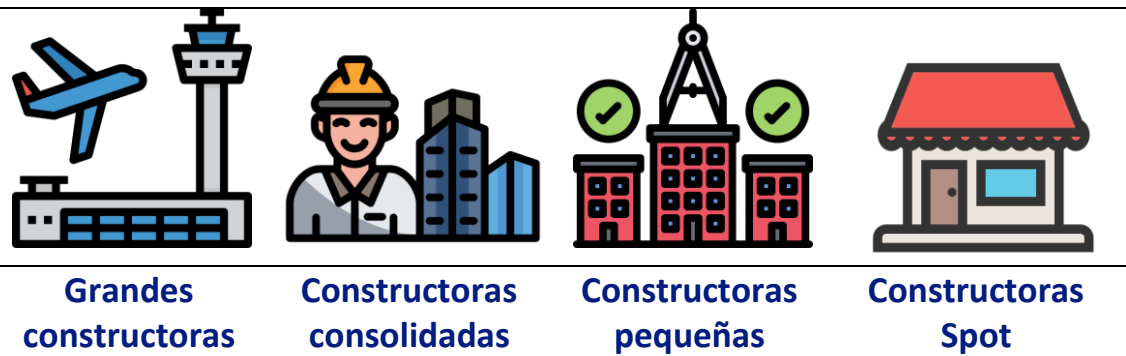 Grandes
constructoras
Constructoras
consolidadas
Constructoras
pequeñas
Constructoras
Spot